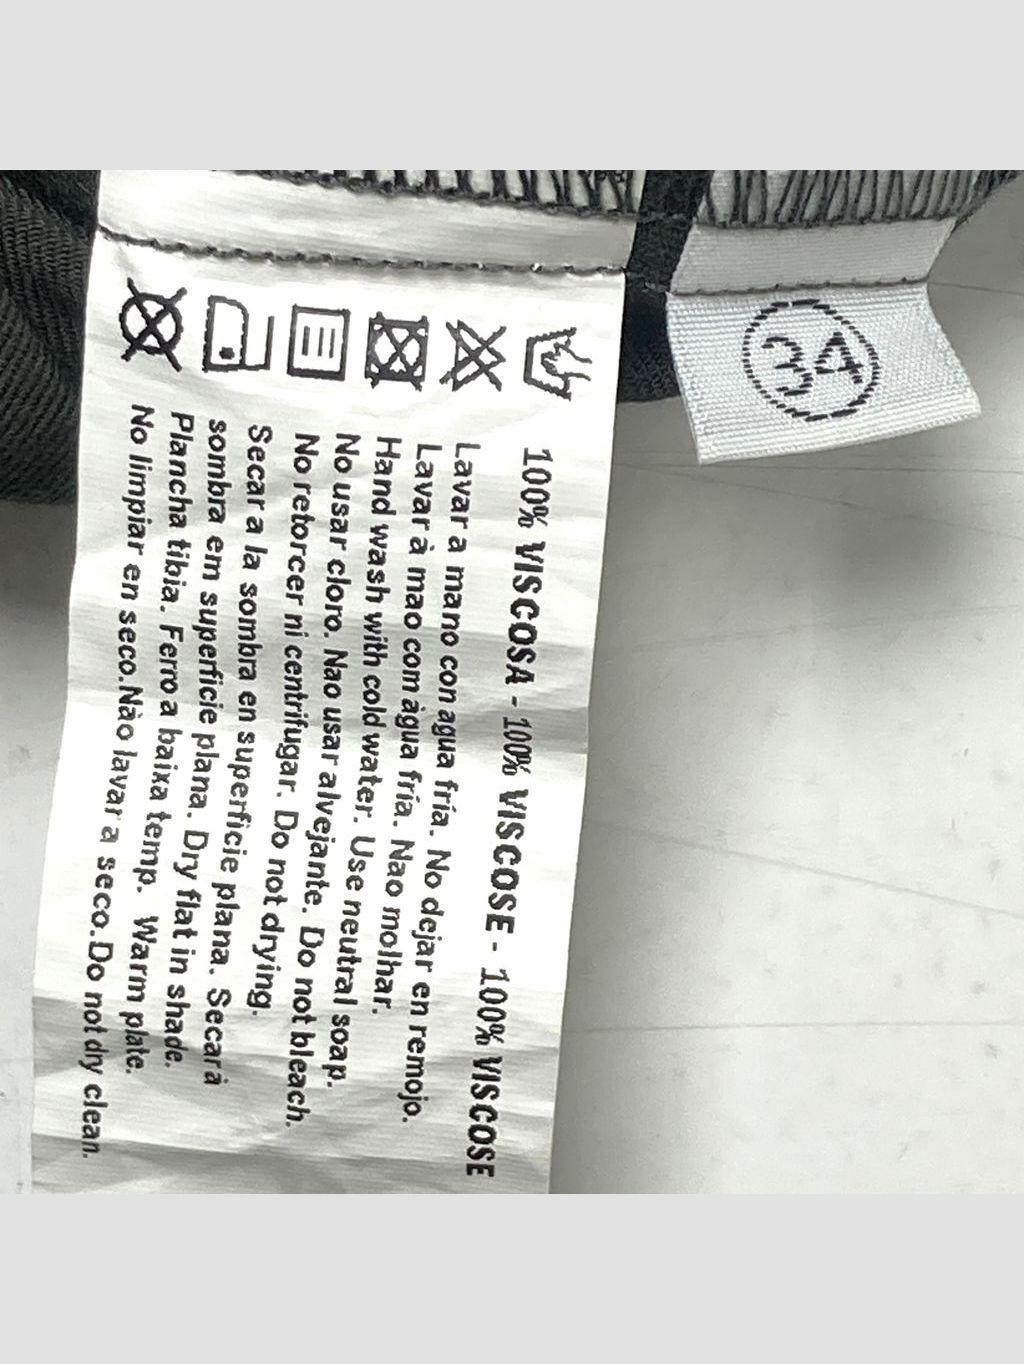 100% VISCOSA - 100% VISCOSE - 100% VISCOSE
Lavar a mano con agua fría. No dejar en remojo.
Lavar à mao com àgua fría. Nao molhar.
Hand wash with cold water. Use neutral soap.
No usar cloro. Nao usar alvejante. Do not bleach.
No retorcer ni centrifugar. Do not drying.
Secar a la sombra en superficie plana. Secarà
sombra em superficie plana. Dry flat in shade.
Plancha tibia. Ferro a baixa temp. Warm plate.
No limpiar en seco. Nào lavar a seco. Do not dry clean.
34